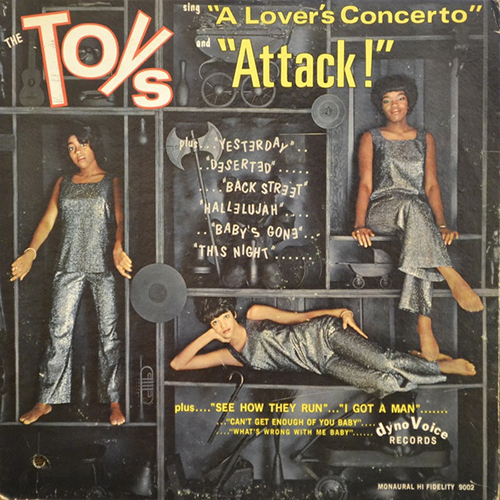 THE TOYS
sing "A Lover's Concerto"
and "Attack!"
plus...."YESTERDAY"..
.."DESERTED".....
..."BACK STREET"
"HALLELUJAH"....
.."BABY'S GONE"...
"THIS NIGHT"......
plus...."SEE HOW THEY RUN"..."I GOT A MAN".......
..."CAN'T GET ENOUGH OF YOU BABY"....
...."WHAT'S WRONG WITH ME BABY"......
dynoVoice
RECORDS
MONAURAL HI FIDELITY 9002